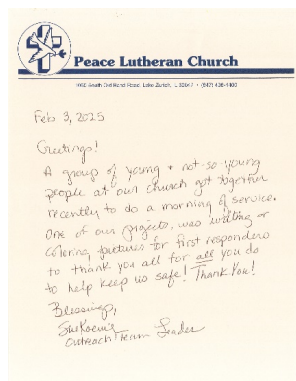 Peace Lutheran Church
Feb 3, 2025
Greetings!
A group of young + not-so-young
people at our church got together
recently to do a morning of service.
One of our projects, was writing or
coloring pictures for first responders
to thank you all for all you do
to help keep us safe! Thank You!
Blessings,
Outreach Team Leader